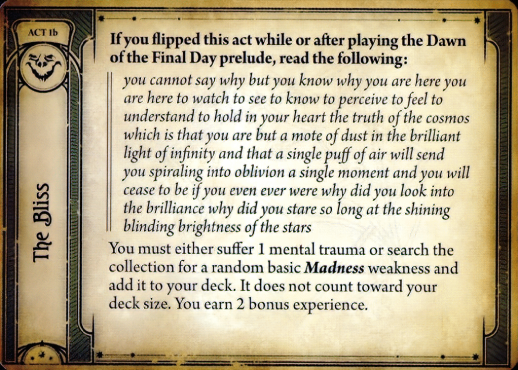 ACT 1b
The Bliss
If you flipped this act while or after playing the Dawn
of the Final Day prelude, read the following:
you cannot say why but you know why you are here you
are here to watch to see to know to perceive to feel to
understand to hold in your heart the truth of the cosmos
which is that you are but a mote of dust in the brilliant
light of infinity and that a single puff of air will send
you spiraling into oblivion a single moment and you will
cease to be if you even ever were why did you look into
the brilliance why did you stare so long at the shining
blinding brightness of the stars
You must either suffer 1 mental trauma or search the
collection for a random basic Madness weakness and
add it to your deck. It does not count toward your
deck size. You earn 2 bonus experience.